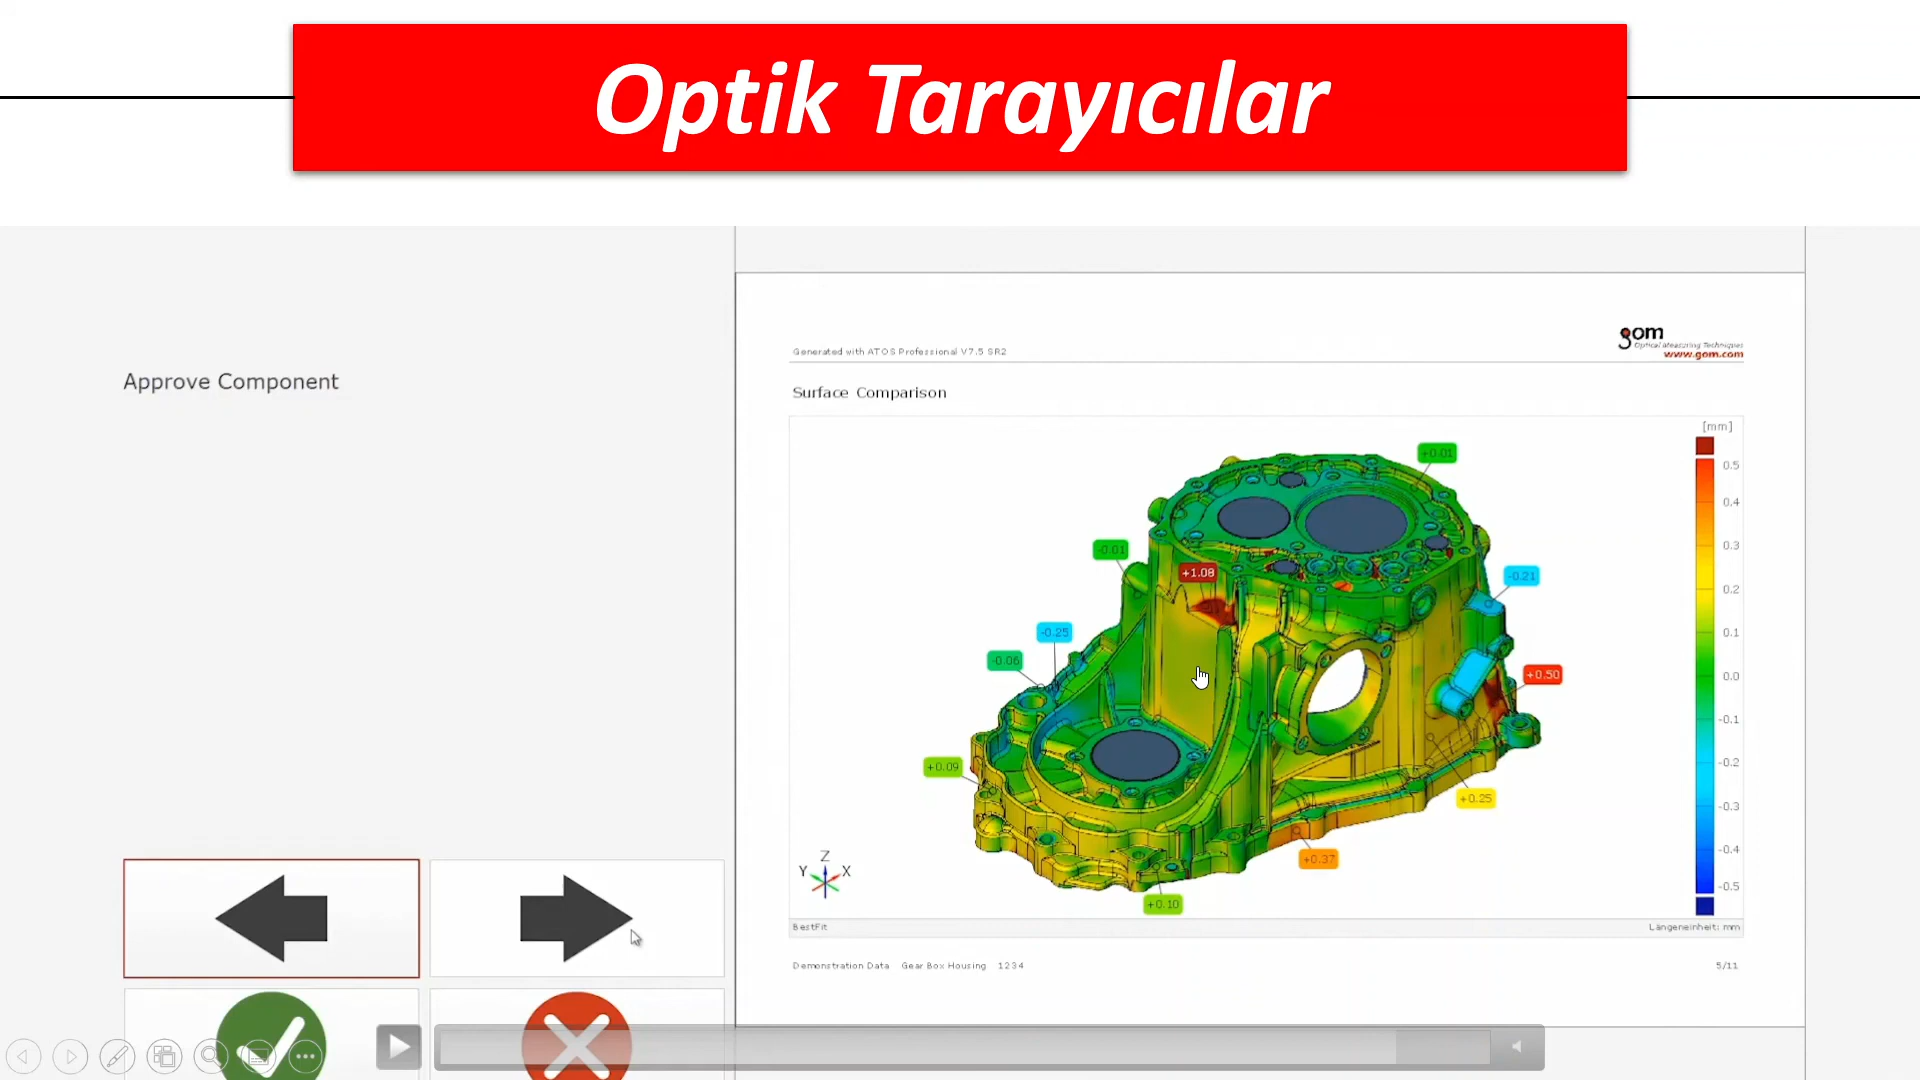 Optik Tarayıcılar
Approve Component
gom
Optical Measuring Techniques
www.gom.com
Generated with ATOS Professional V7.5 SR2
Surface Comparison
[mm]
0.5
0.4
0.3
0.2
0.1
0.0
-0.1
-0.2
-0.3
-0.4
-0.5
+0.01
-0.01
+1.08
-0.21
-0.25
-0.06
+0.50
+0.09
+0.25
+0.37
+0.10
Z
Y X
BestFit
Längeneinheit: mm
Demonstration Data Gear Box Housing 1234
5/11